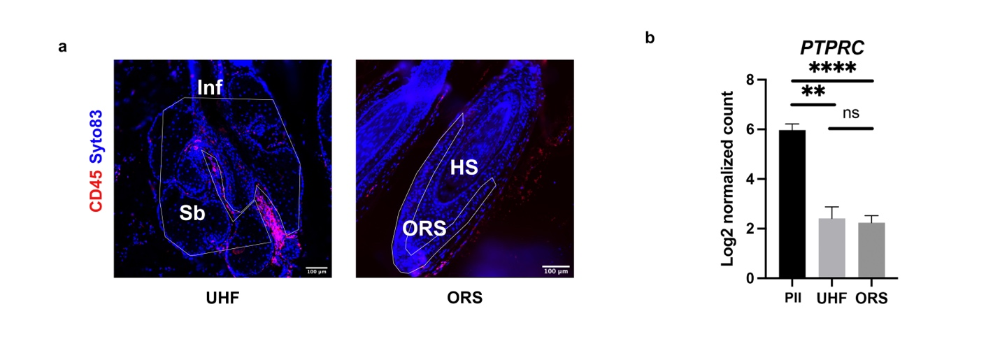 a
CD45 Syto83
Inf
Sb
100 μm
UHF
HS
ORS
100 μm
ORS
b
PTPRC
****
**
ns
Log2 normalized count
8
6
4
2
0
PII
UHF
ORS